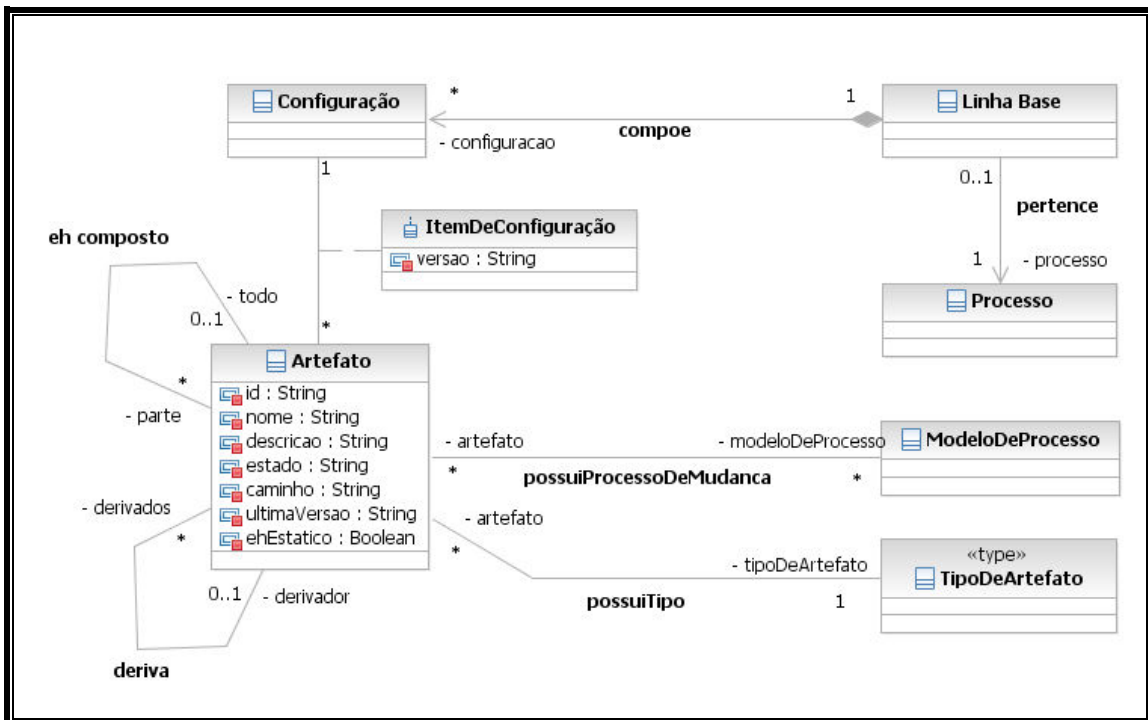 Configuração
*
1
Linha Base
- configuracao
compoe
1
0..1
pertence
ItemDeConfiguração
versao : String
eh composto
- todo
0..1
1
- processo
Processo
*
Artefato
id : String
nome : String
descricao : String
estado : String
caminho : String
ultimaVersao : String
ehEstatico : Boolean
*
- parte
- artefato
- modeloDeProcesso
ModeloDeProcesso
*
possuiProcessoDeMudanca
*
- derivados
*
- artefato
*
0..1
- derivador
deriva
- tipoDeArtefato
possuiTipo
1
«type»
TipoDeArtefato